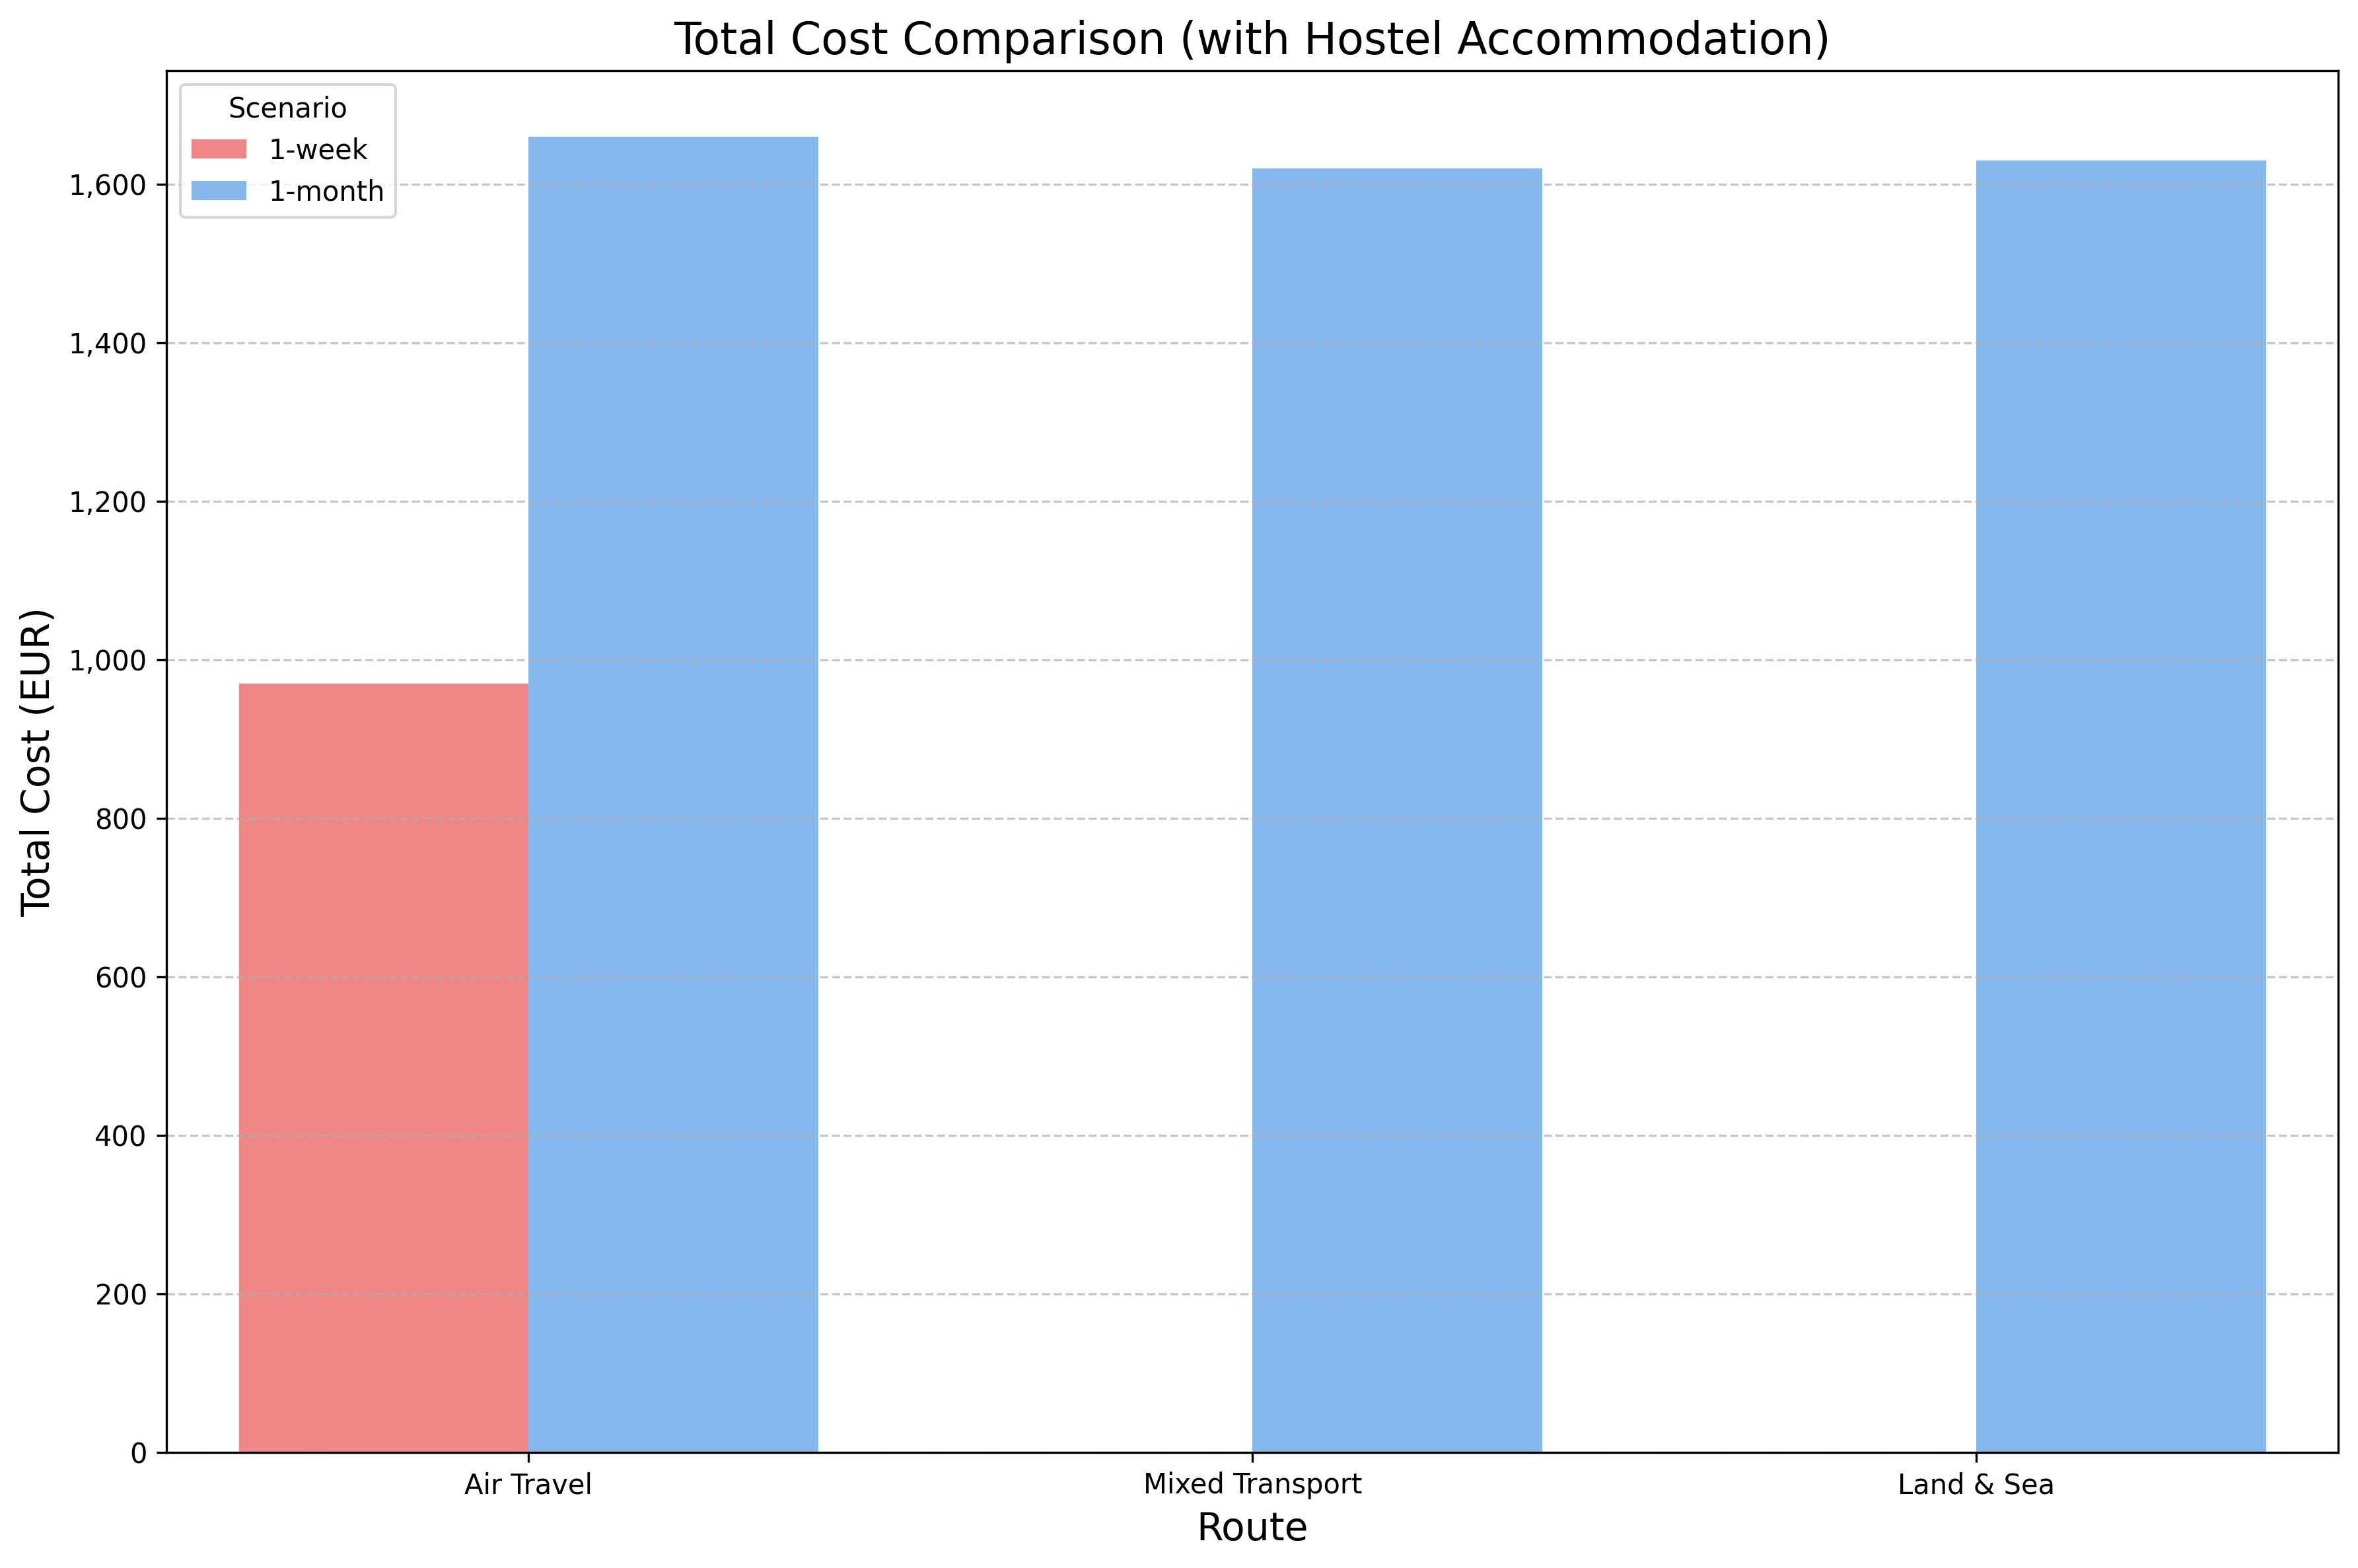 Total Cost Comparison (with Hostel Accommodation)
Scenario
1-week
1-month
1,600
1,400
1,200
1,000
800
600
400
200
0
Total Cost (EUR)
Air Travel
Mixed Transport
Land & Sea
Route